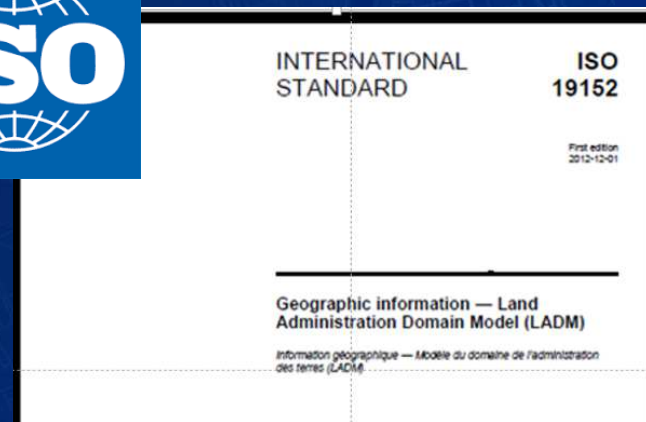 SO
INTERNATIONAL ISO
STANDARD 19152
First edition
2012-12-01
Geographic information — Land
Administration Domain Model (LADM)
Information géographique — Modèle du domaine de l'administration
des terres (LADM)